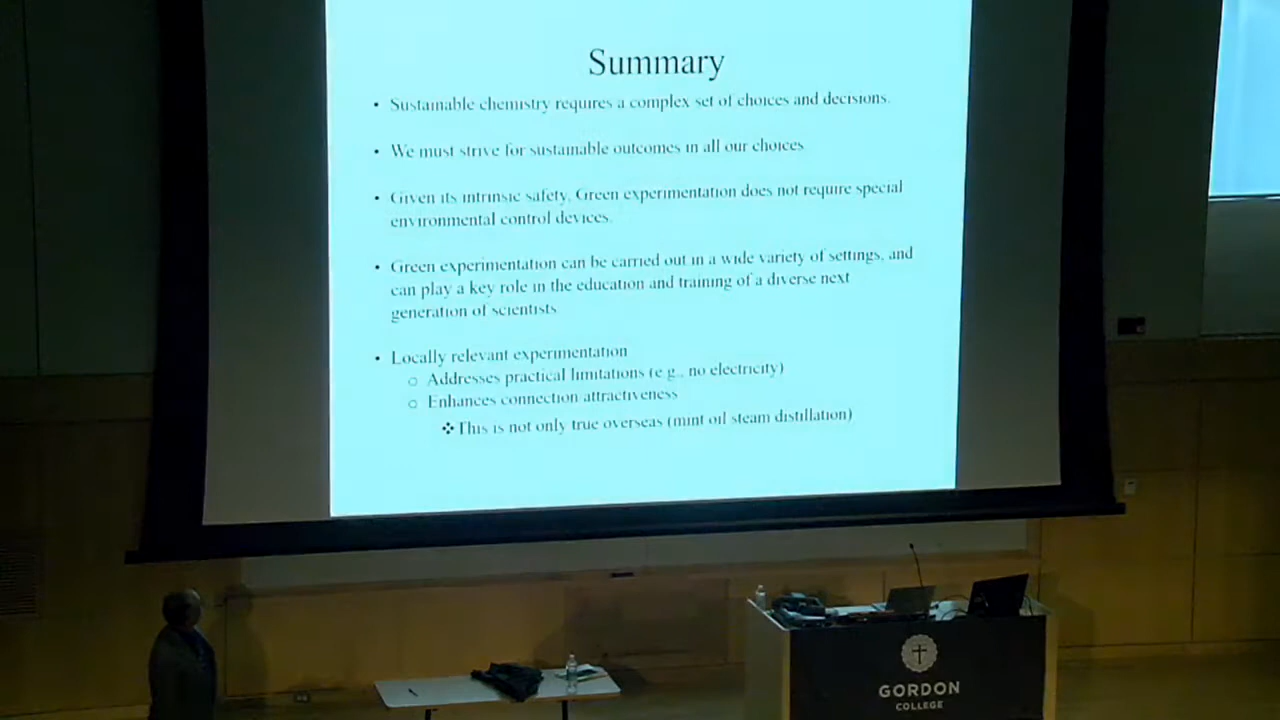 Summary
• Sustainable chemistry requires a complex set of choices and decisions.
• We must strive for sustainable outcomes in all our choices
• Given its intrinsic safety, Green experimentation does not require special
environmental control devices.
• Green experimentation can be carried out in a wide variety of settings, and
can play a key role in the education and training of a diverse next
generation of scientists
• Locally relevant experimentation
o Addresses practical limitations (e.g., no electricity)
o Enhances connection attractiveness
❖This is not only true overseas (mint oil steam distillation)
GORDON
COLLEGE